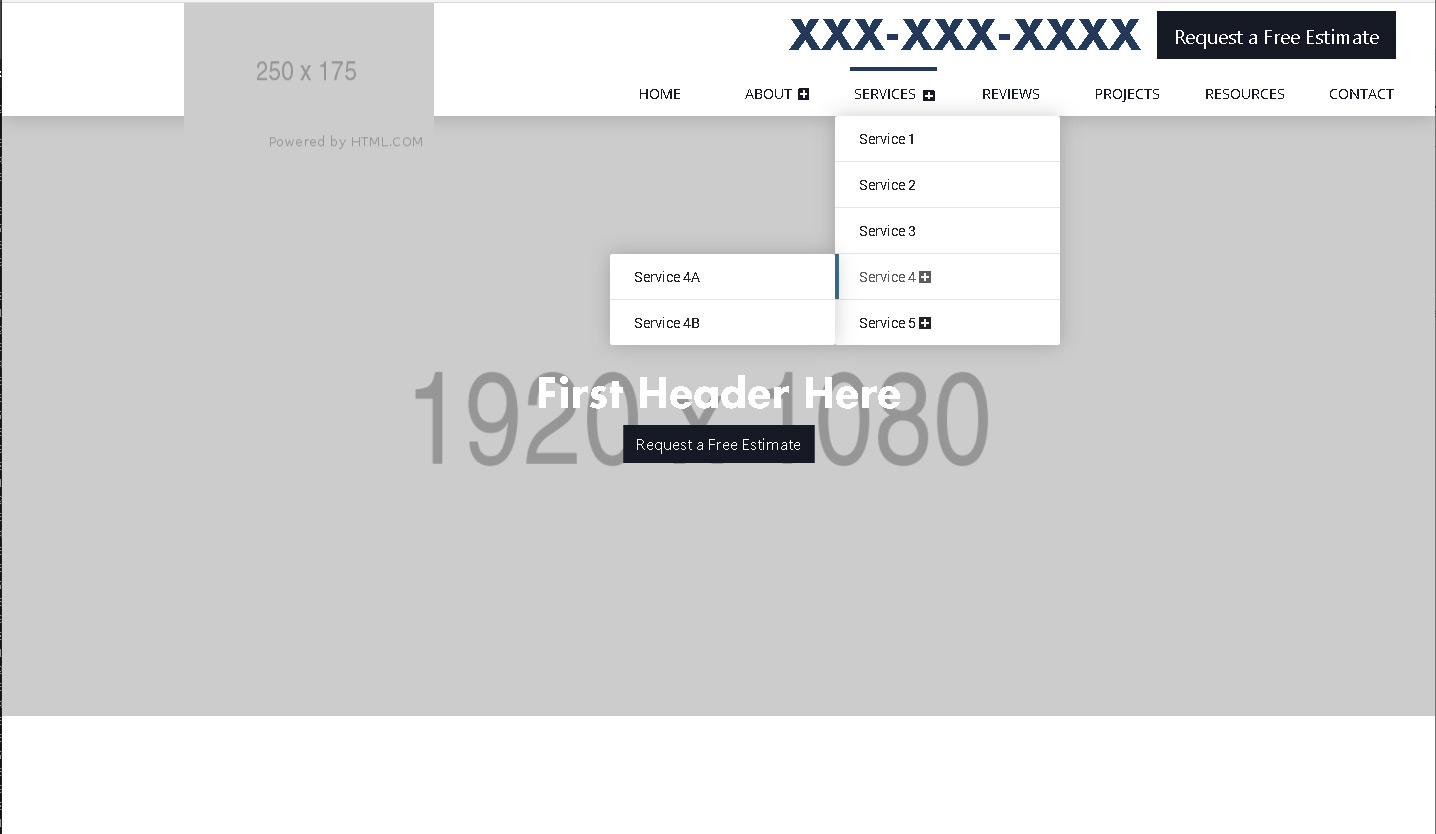 XXX-XXX-XXXX
Request a Free Estimate
250 x 175
Powered by HTML.COM
HOME
ABOUT
SERVICES
REVIEWS
PROJECTS
RESOURCES
CONTACT
Service 1
Service 2
Service 3
Service 4
Service 5
Service 4A
Service 4B
1920 x 1080
First Header Here
Request a Free Estimate